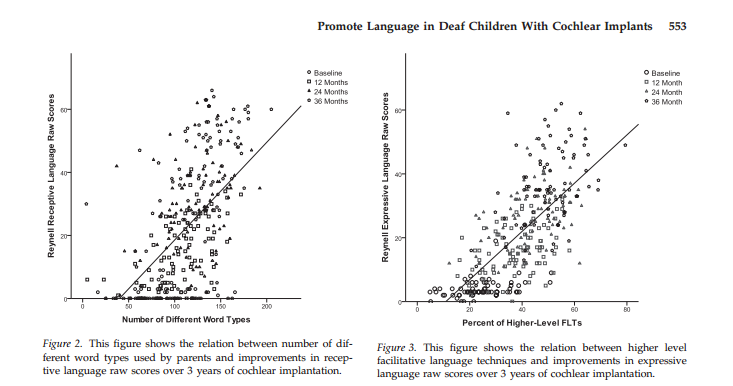 Promote Language in Deaf Children With Cochlear Implants 553
Reynell Receptive Language Raw Scores
60
40
20
0
0 50 100 150 200
Number of Different Word Types
Baseline
12 Months
24 Months
36 Months
Figure 2. This figure shows the relation between number of dif-
ferent word types used by parents and improvements in recep-
tive language raw scores over 3 years of cochlear implantation.
Reynell Expressive Language Raw Scores
60
40
20
0
0 20 40 60 80
Percent of Higher-Level FLTs
Baseline
12 Month
24 Month
36 Month
Figure 3. This figure shows the relation between higher level
facilitative language techniques and improvements in expressive
language raw scores over 3 years of cochlear implantation.